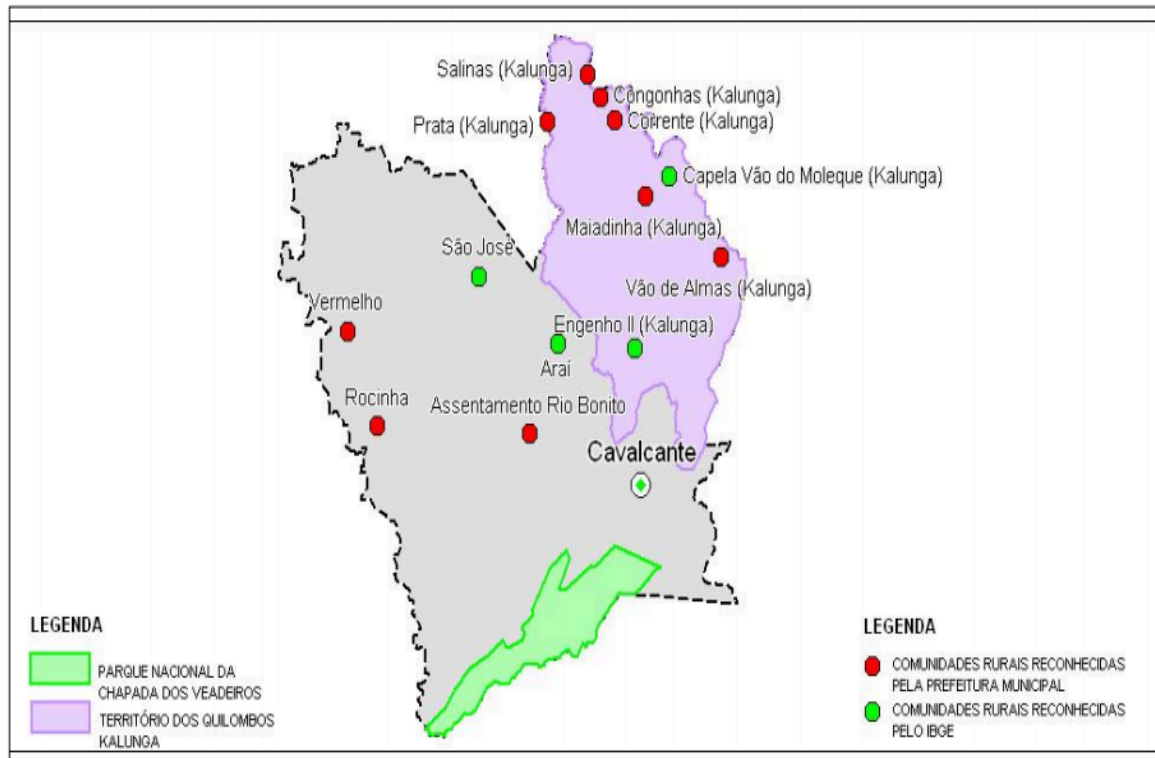 Salinas (Kalunga)
Congonhas (Kalunga)
Prata (Kalunga)
Corrente (Kalunga)
Capela Vão do Moleque (Kalunga)
Maiadinha (Kalunga)
São José
Vão de Almas (Kalunga)
Vermelho
Engenho II (Kalunga)
Araí
Rocinha
Assentamento Rio Bonito
Cavalcante
LEGENDA
PARQUE NACIONAL DA
CHAPADA DOS VEADEIROS
TERRITÓRIO DOS QUILOMBOS
KALUNGA
LEGENDA
COMUNIDADES RURAIS RECONHECIDAS
PELA PREFEITURA MUNICIPAL
COMUNIDADES RURAIS RECONHECIDAS
PELO IBGE